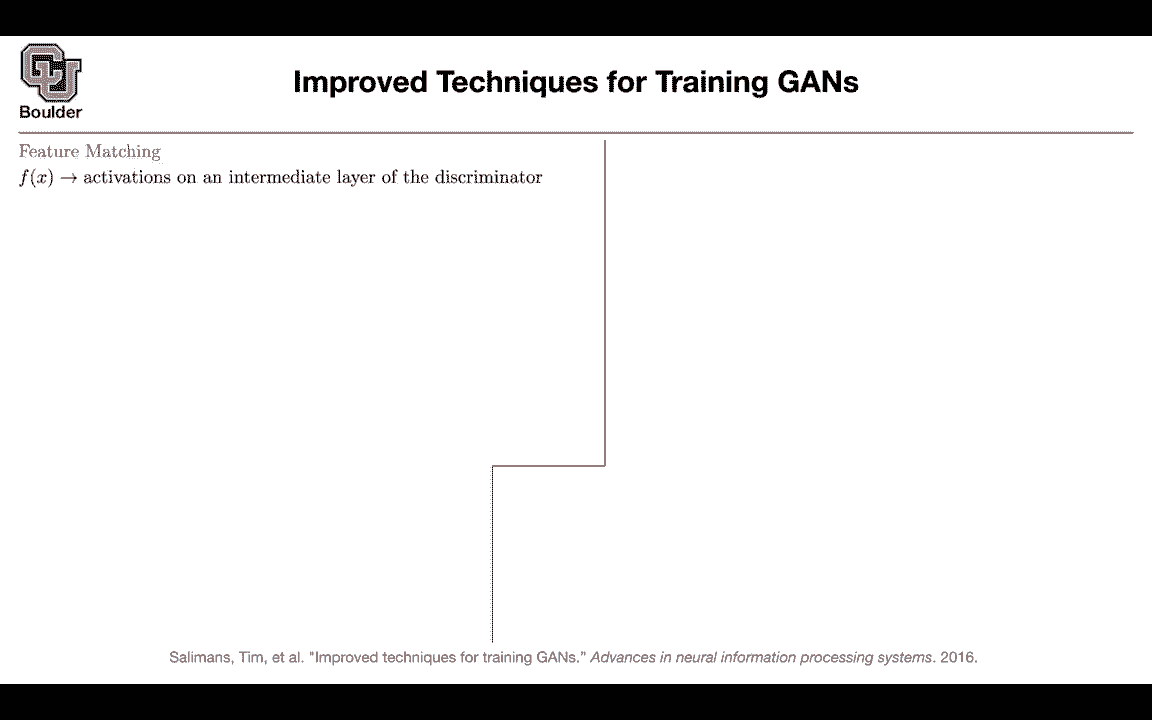 Boulder
Improved Techniques for Training GANs
Feature Matching
f(x) → activations on an intermediate layer of the discriminator
Salimans, Tim, et al. "Improved techniques for training GANs." Advances in neural information processing systems. 2016.